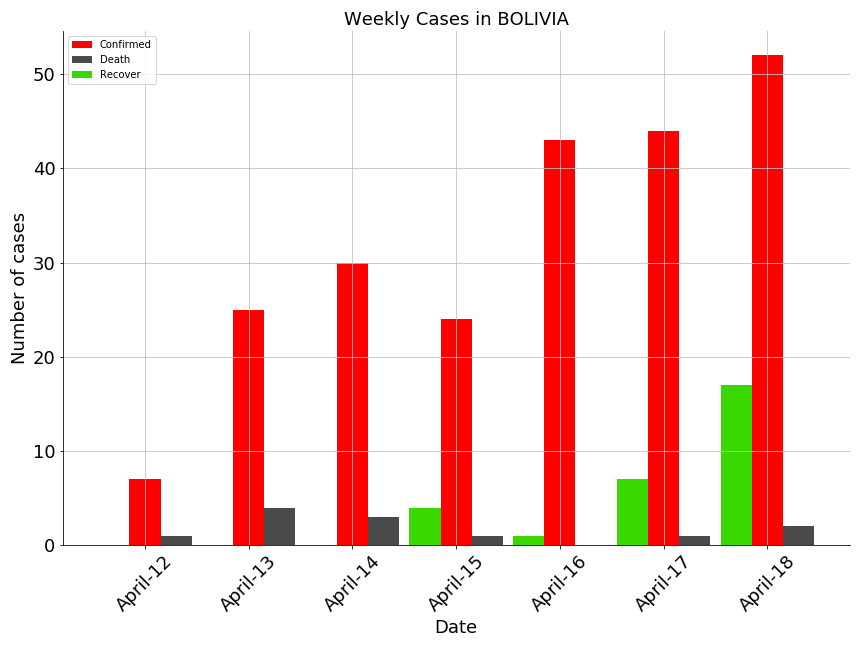 Weekly Cases in BOLIVIA
Confirmed
Death
Recover
Number of cases
50
40
30
20
10
0
April-12
April-13
April-14
April-15
April-16
April-17
April-18
Date